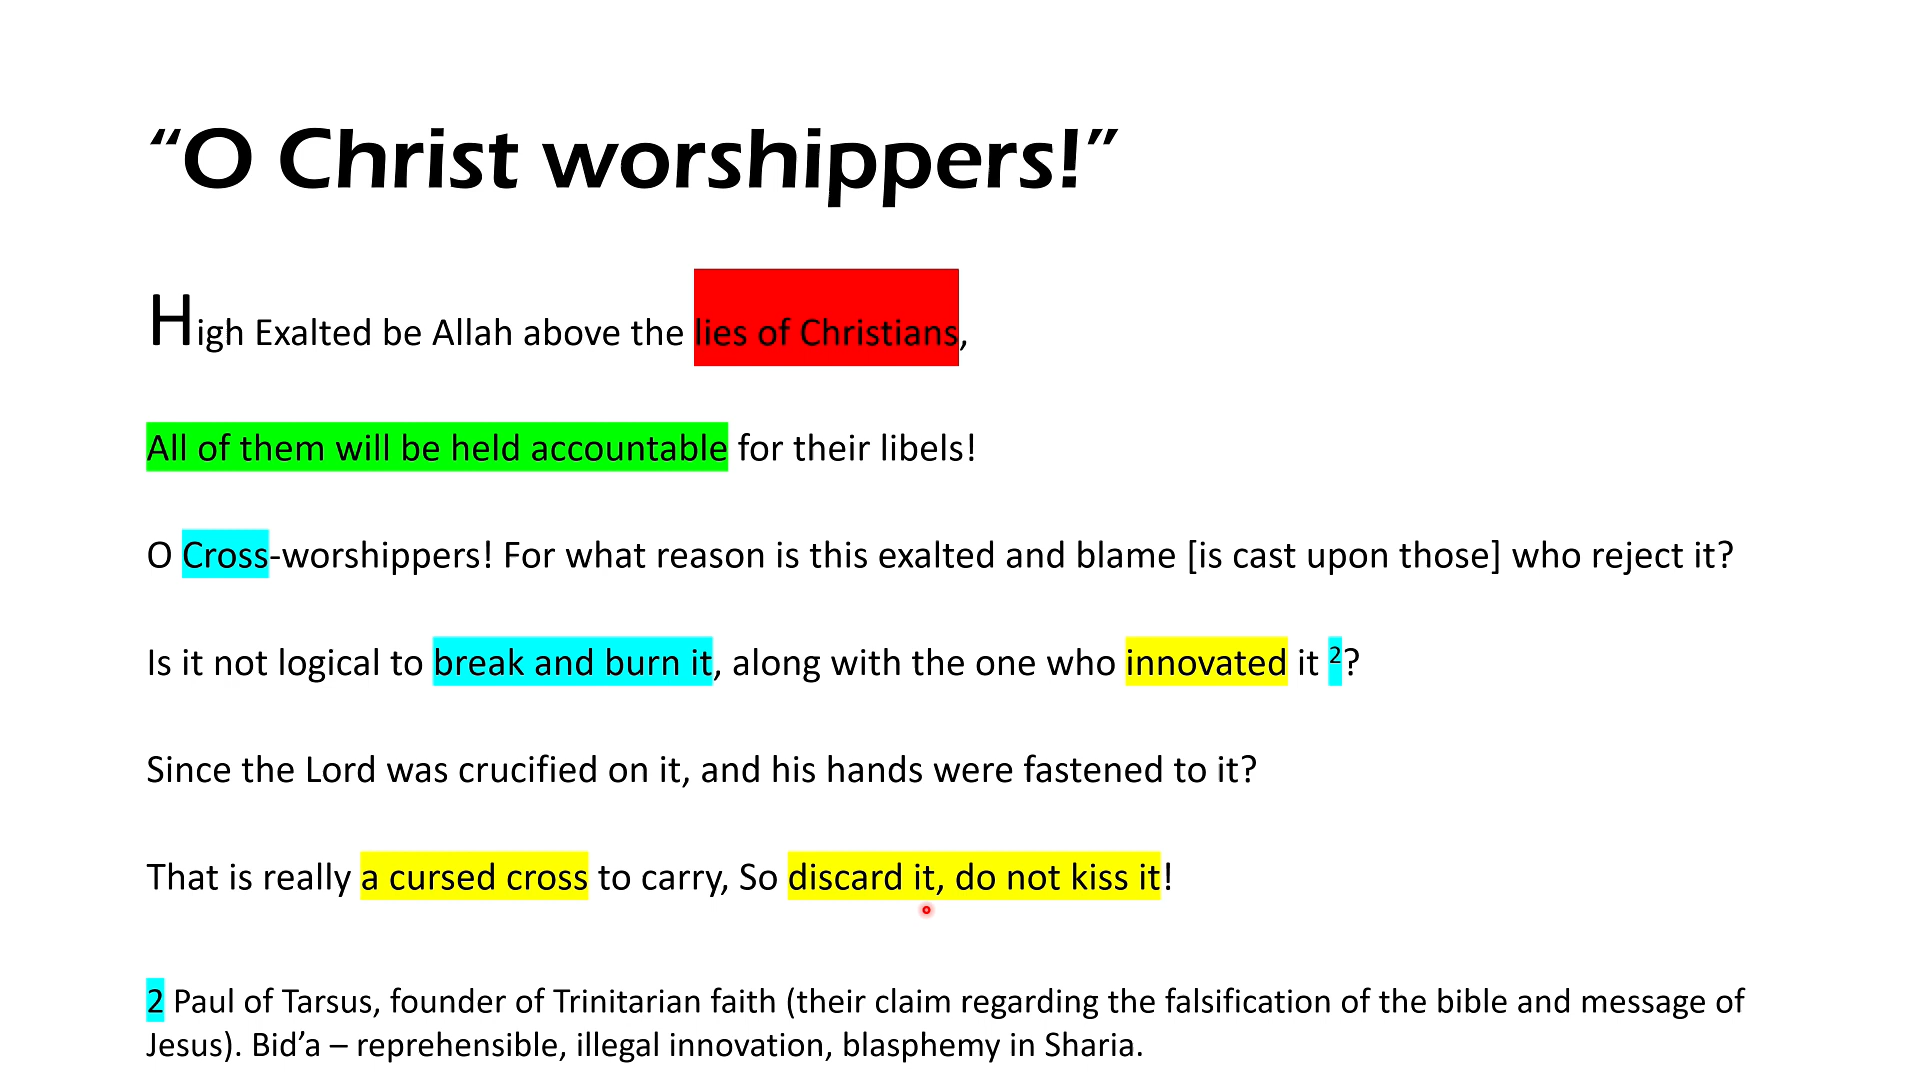 “O Christ worshippers!”
High Exalted be Allah above the lies of Christians,
All of them will be held accountable for their libels!
O Cross-worshippers! For what reason is this exalted and blame [is cast upon those] who reject it?
Is it not logical to break and burn it, along with the one who innovated it 2?
Since the Lord was crucified on it, and his hands were fastened to it?
That is really a cursed cross to carry, So discard it, do not kiss it!
2 Paul of Tarsus, founder of Trinitarian faith (their claim regarding the falsification of the bible and message of
Jesus). Bid’a – reprehensible, illegal innovation, blasphemy in Sharia.